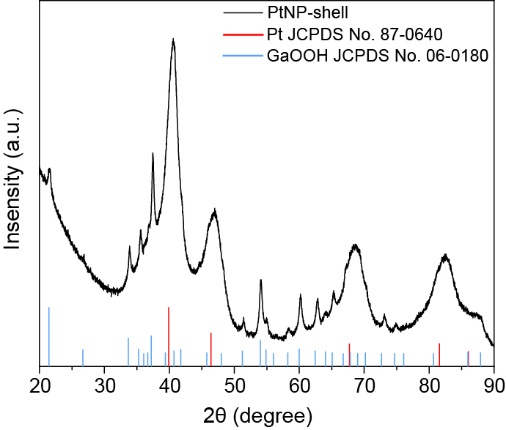 PtNP-shell
Pt JCPDS No. 87-0640
GaOOH JCPDS No. 06-0180
Insensity (a.u.)
20 30 40 50 60 70 80 90
2θ (degree)